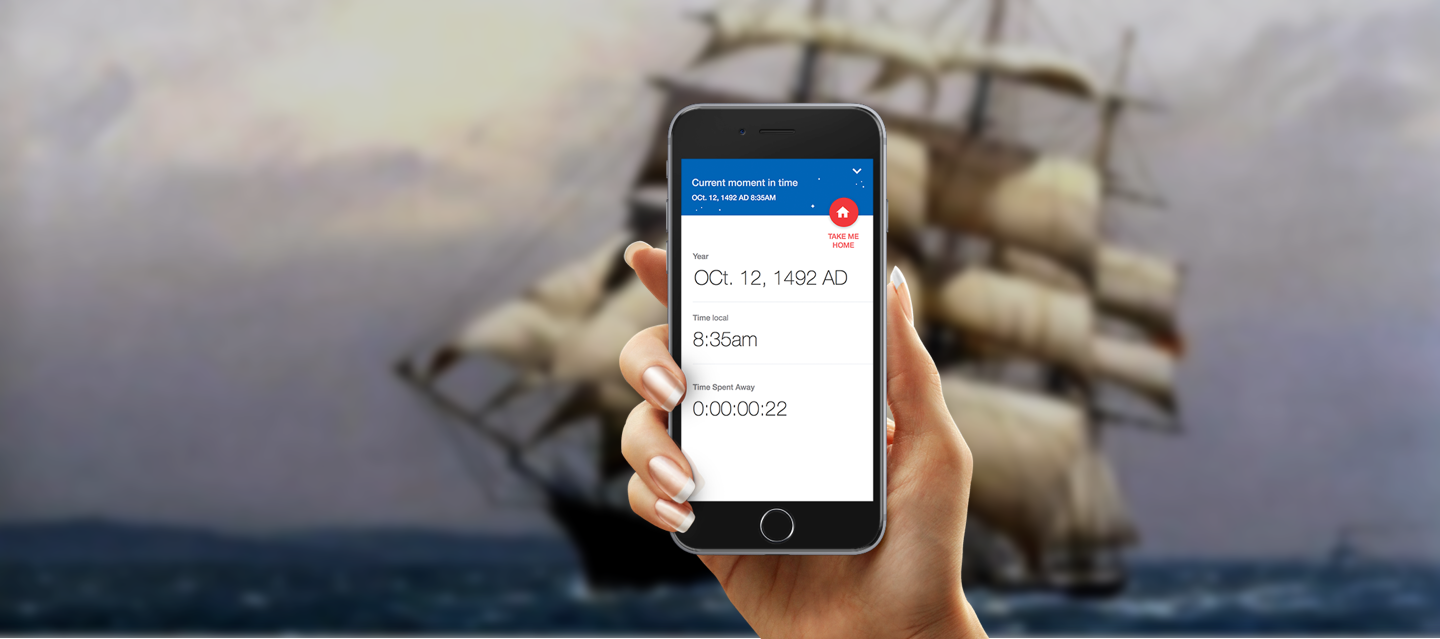 Current moment in time
OCt. 12, 1492 AD 8:35AM
TAKE ME
HOME
Year
OCt. 12, 1492 AD
Time local
8:35am
Time Spent Away
0:00:00:22